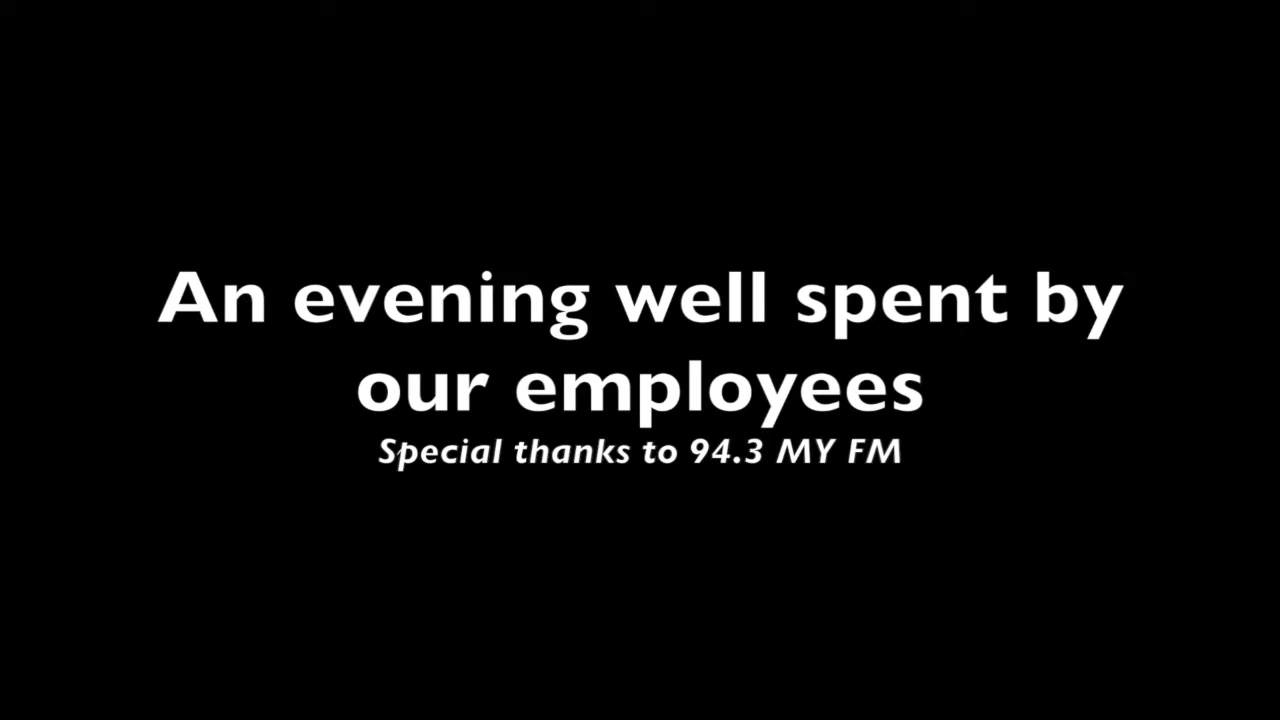 An evening well spent by
our employees
Special thanks to 94.3 MY FM